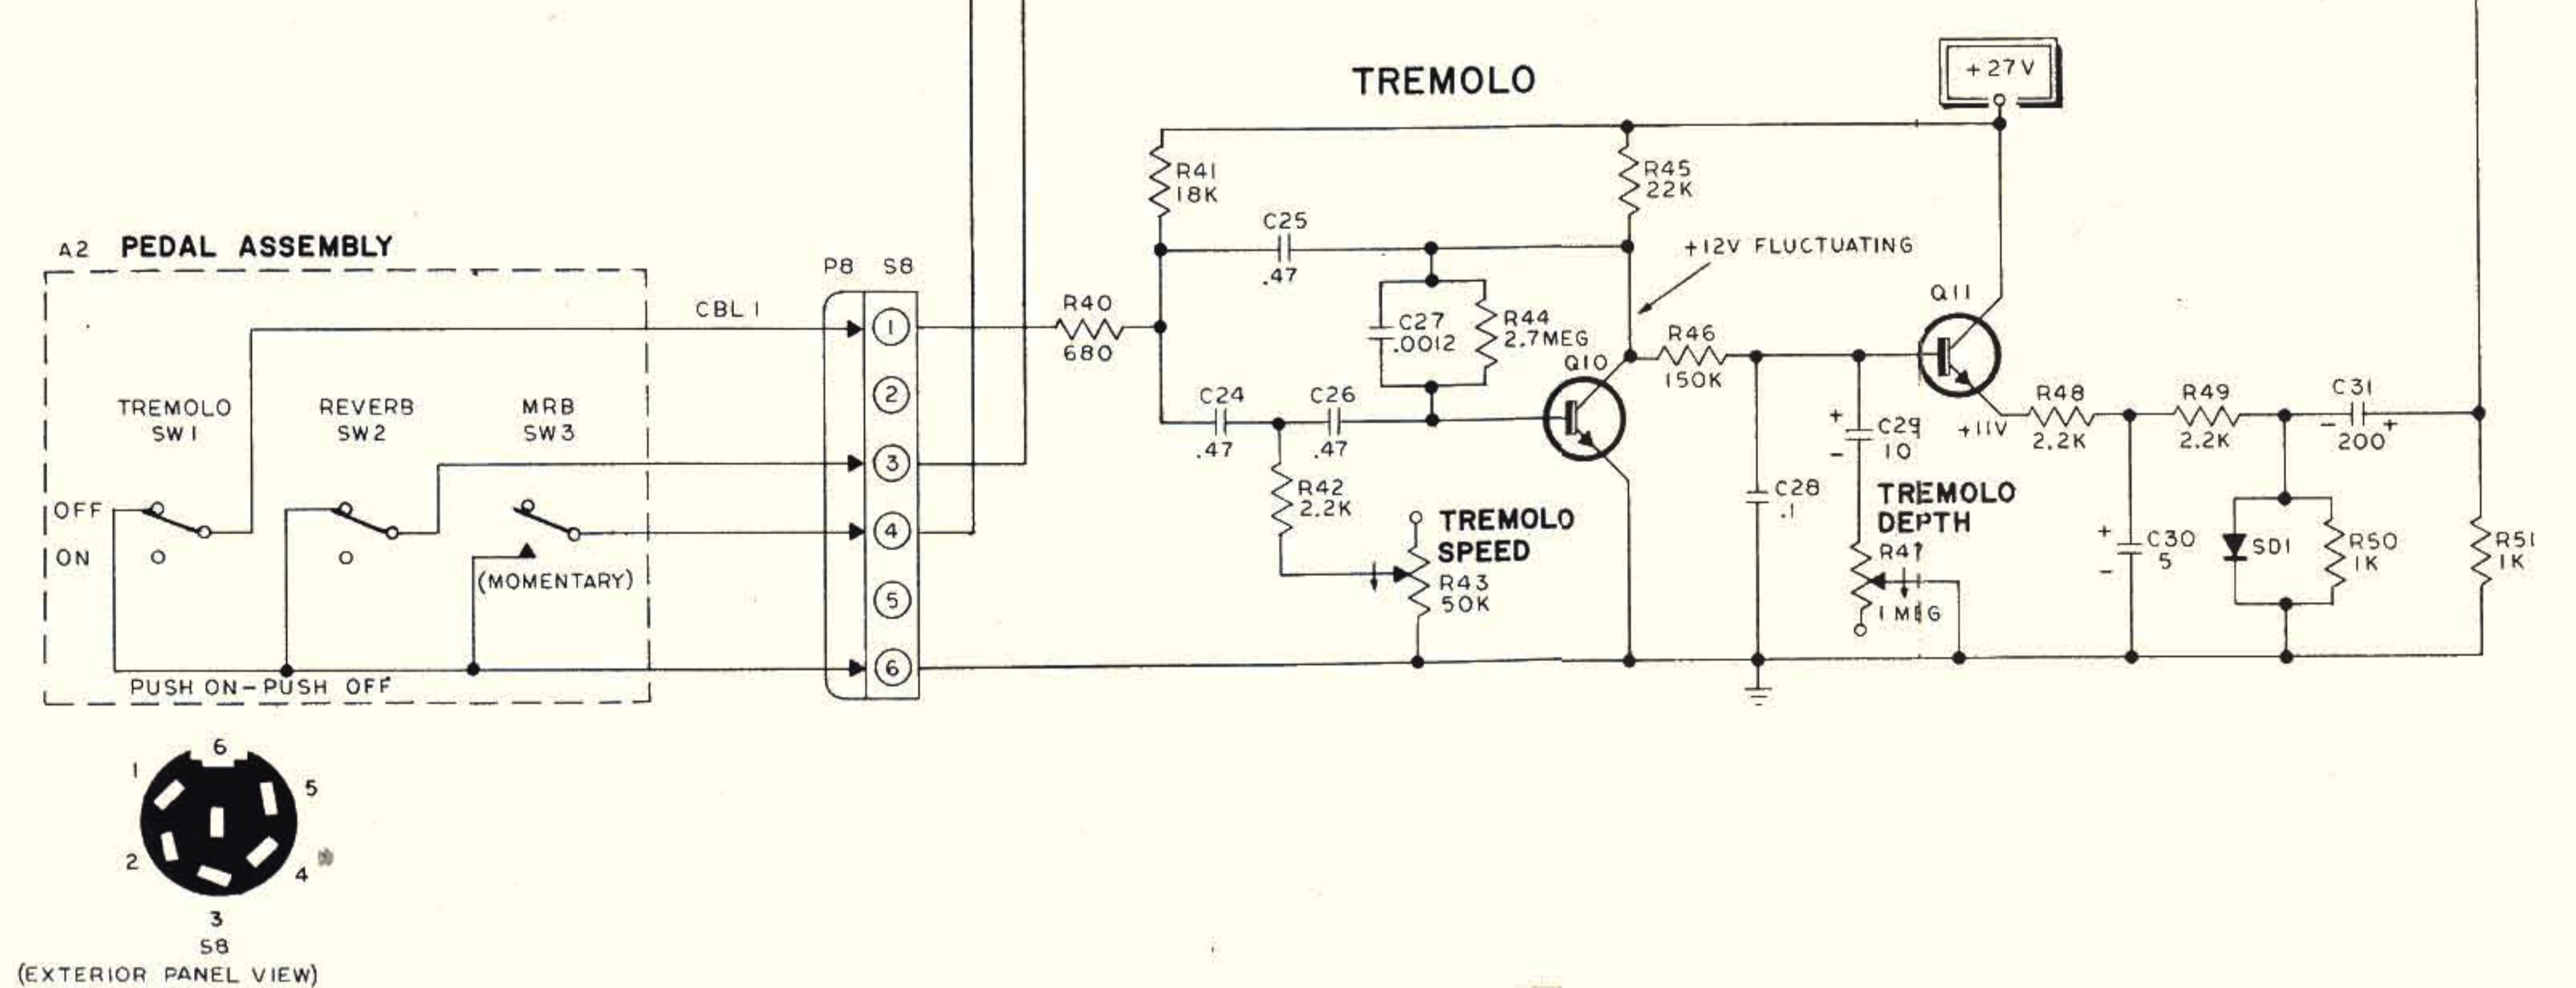 TREMOLO
+27V
R41
18K
R45
22K
C25
.47
+12V FLUCTUATING
A2 PEDAL ASSEMBLY
P8 S8
CBL 1
1
2
3
4
5
6
R40
680
C27
.0012
R44
2.7MEG
Q10
R46
150K
Q11
TREMOLO
SW1
REVERB
SW2
MRB
SW3
C24
.47
C26
.47
+
C29
10
-
+11V
R48
2.2K
R49
2.2K
C31
- +
200
OFF
ON
(MOMENTARY)
R42
2.2K
TREMOLO
SPEED
R43
50K
C28
.1
TREMOLO
DEPTH
R47
1 MEG
+
C30
5
-
SD1
R50
1K
R51
1K
PUSH ON-PUSH OFF
6
1
5
2
4
3
S8
(EXTERIOR PANEL VIEW)